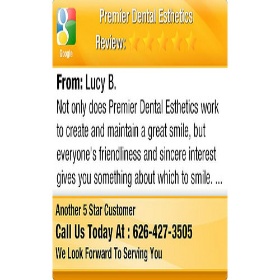 Premier Dental Esthetics
Google
Review:
From: Lucy B.
Not only does Premier Dental Esthetics work
to create and maintain a great smile, but
everyone's friendliness and sincere interest
gives you something about which to smile. ...
Another 5 Star Customer
Call Us Today At : 626-427-3505
We Look Forward To Serving You